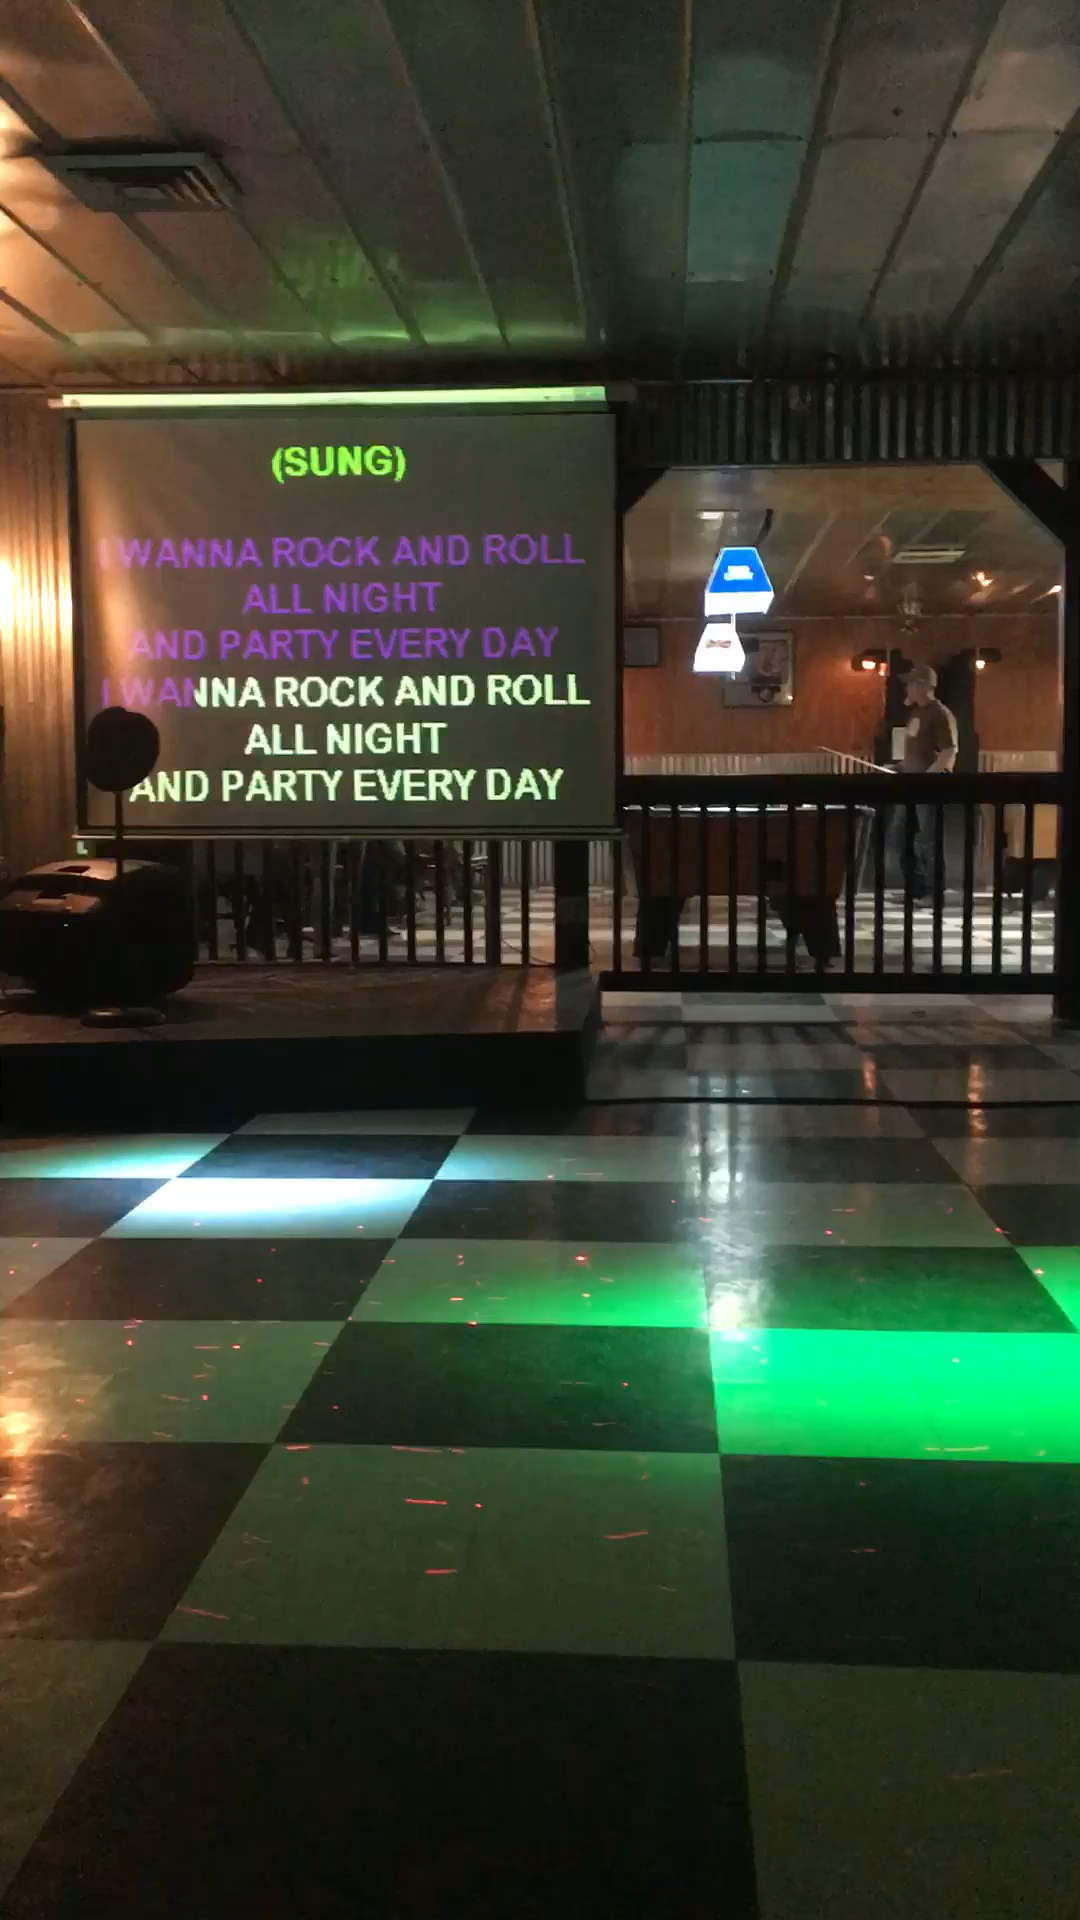 (SUNG)
I WANNA ROCK AND ROLL
ALL NIGHT
AND PARTY EVERY DAY
I WANNA ROCK AND ROLL
ALL NIGHT
AND PARTY EVERY DAY